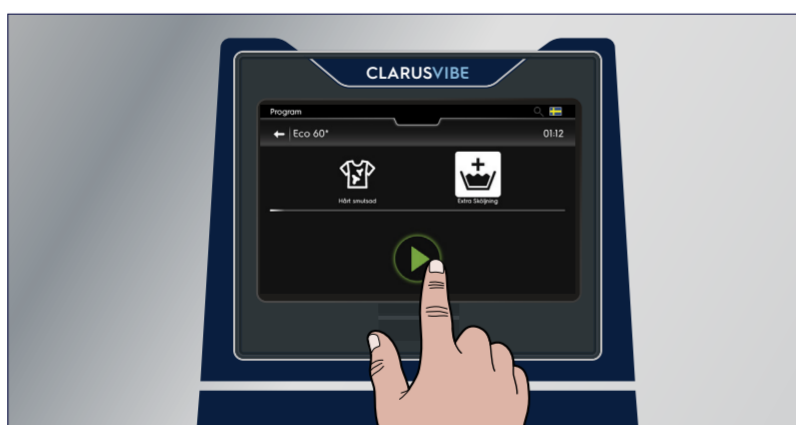 CLARUSVIBE
Program
Eco 60°
01:12
Hårt smutsad
Extra Sköljning